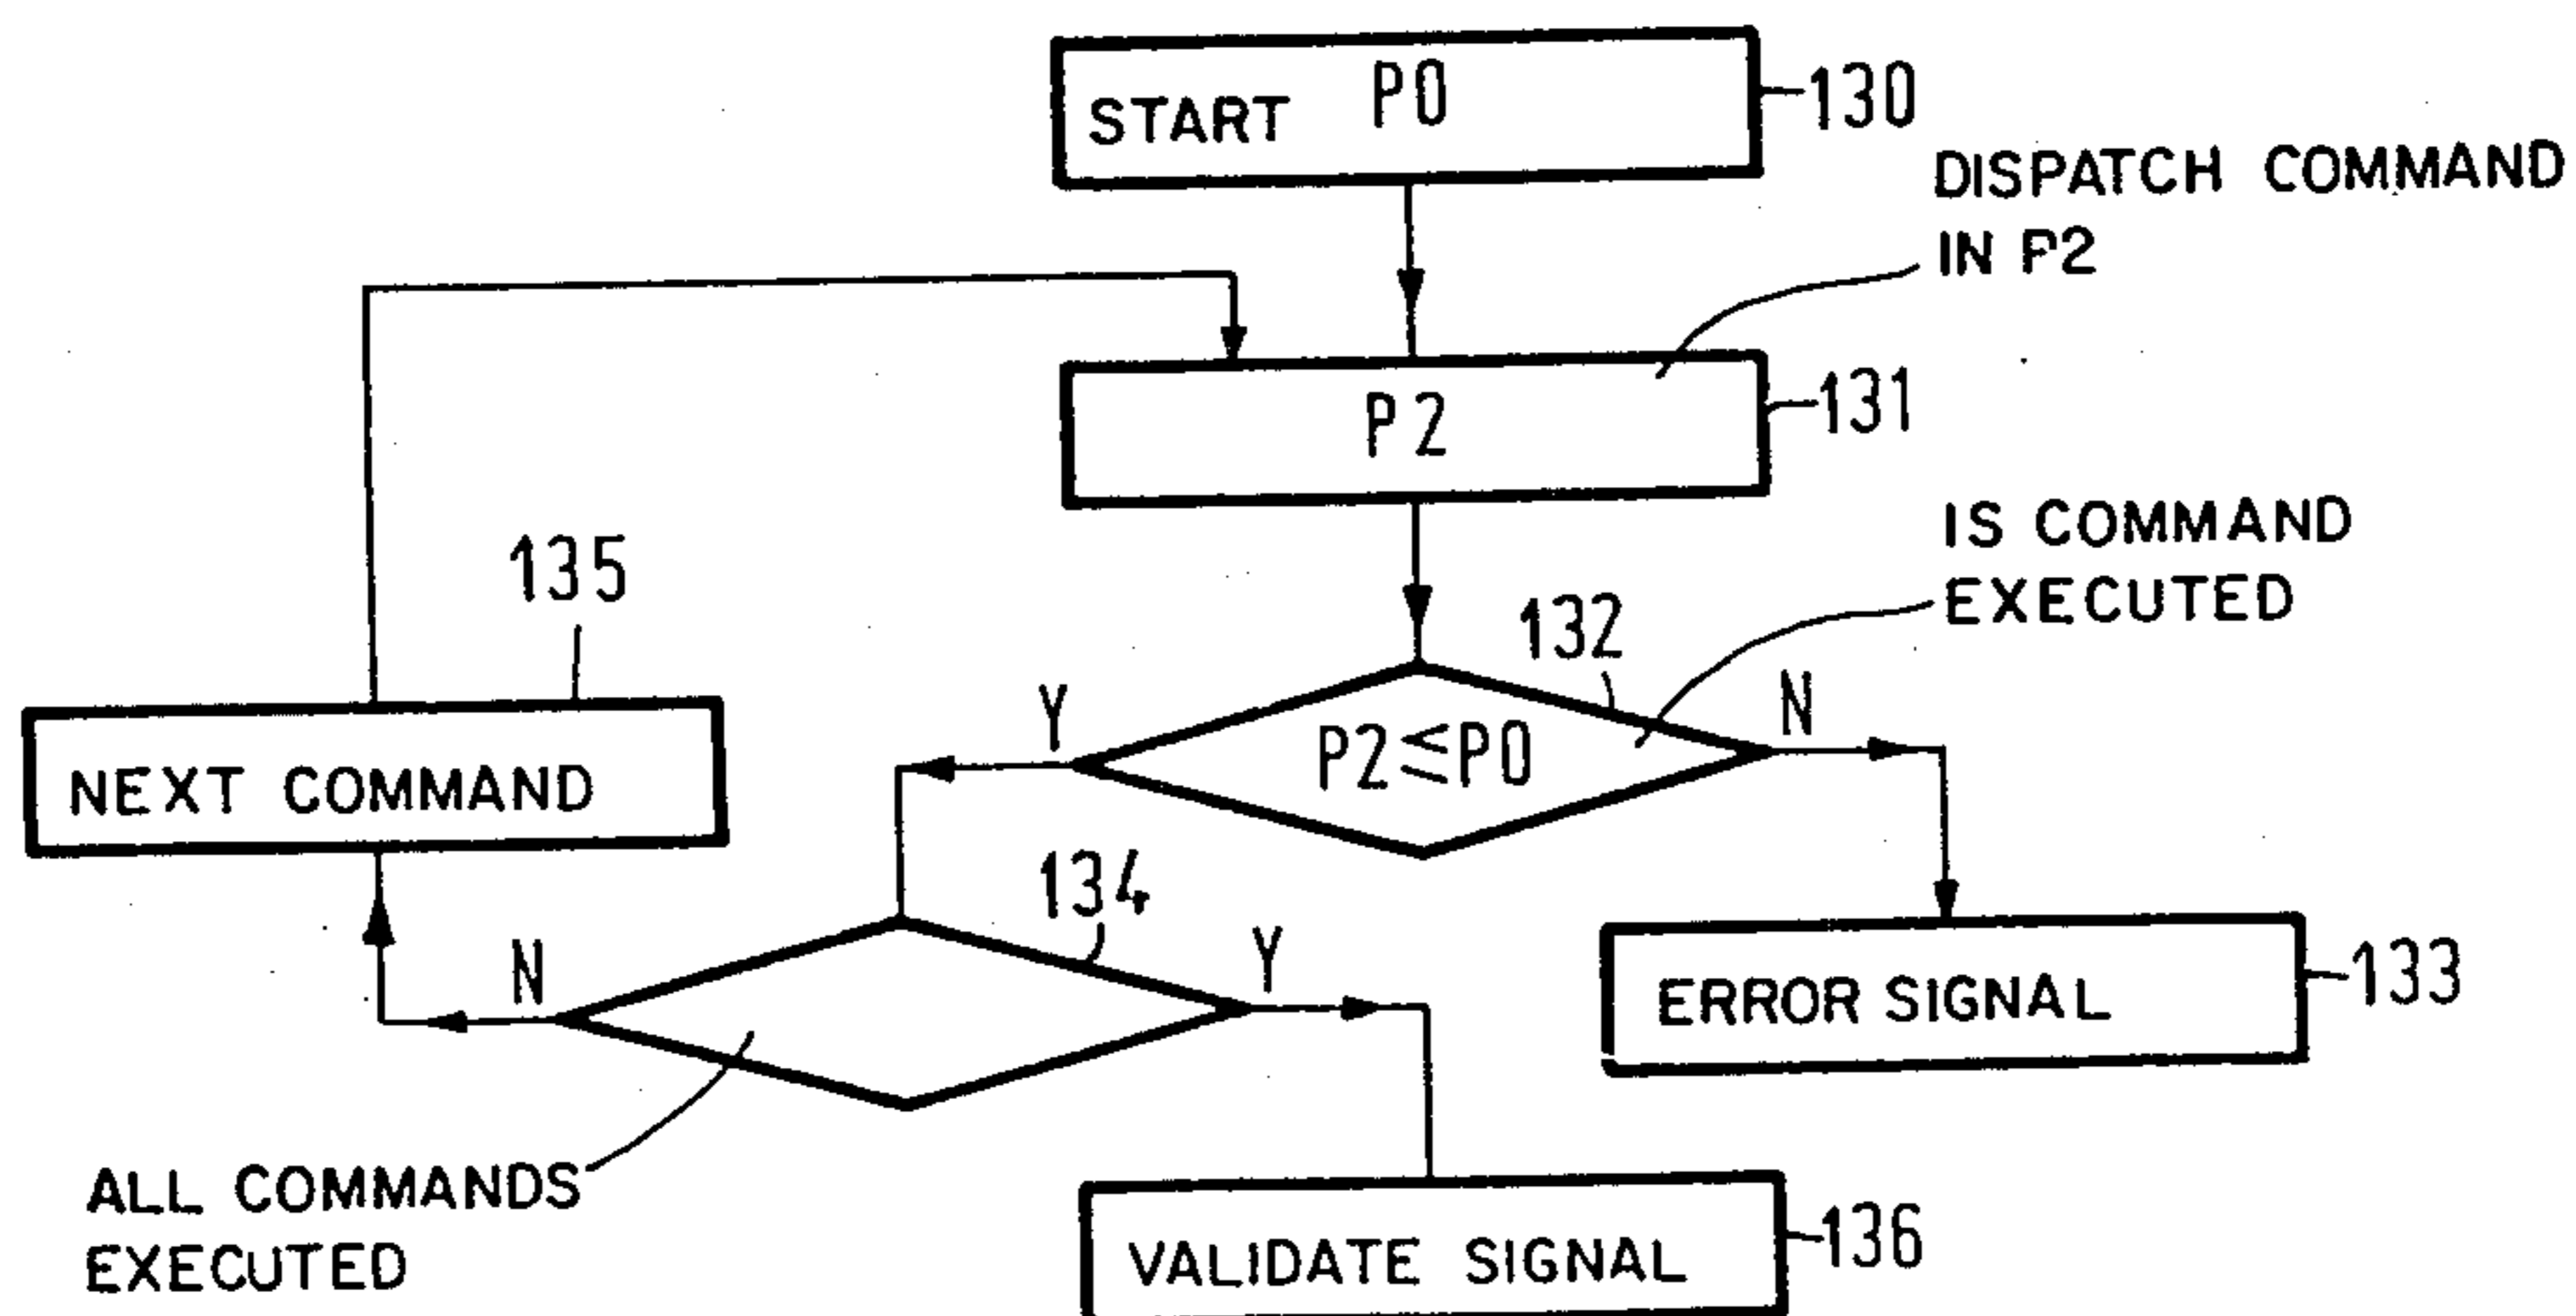 START P0
130
DISPATCH COMMAND
IN P2
P2
131
IS COMMAND
EXECUTED
135
132
Y
N
P2≤P0
NEXT COMMAND
134
N
Y
ERROR SIGNAL
133
ALL COMMANDS
EXECUTED
VALIDATE SIGNAL
136